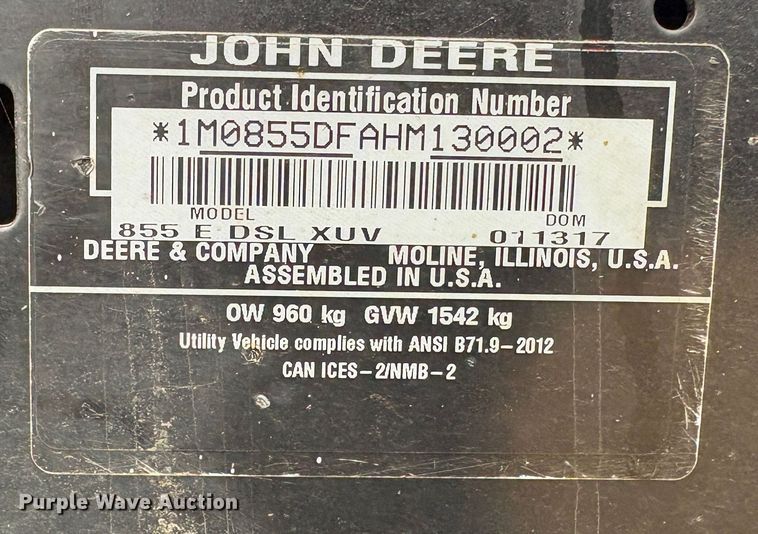 JOHN DEERE
Product Identification Number
*1M0855DFAHM130002*
MODEL DOM
855 E DSL XUV 011317
DEERE & COMPANY MOLINE, ILLINOIS, U.S.A.
ASSEMBLED IN U.S.A.
OW 960 kg GVW 1542 kg
Utility Vehicle complies with ANSI B71.9-2012
CAN ICES-2/NMB-2
Purple Wave Auction